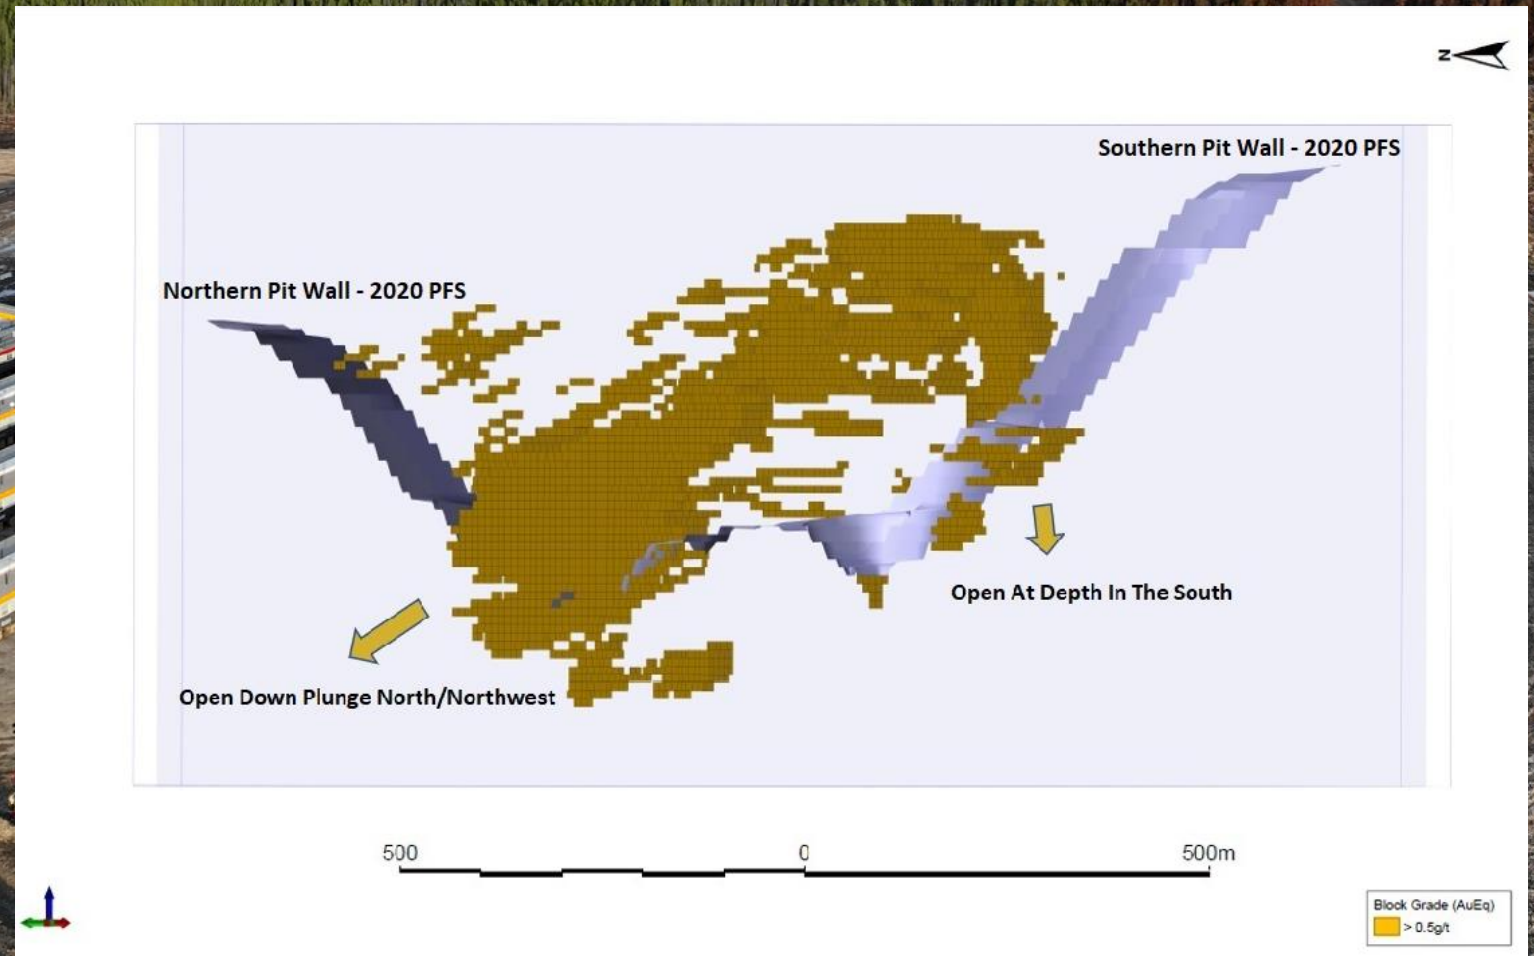 N
Southern Pit Wall - 2020 PFS
Northern Pit Wall - 2020 PFS
Open At Depth In The South
Open Down Plunge North/Northwest
500 0 500m
Block Grade (AuEq)
> 0.5g/t